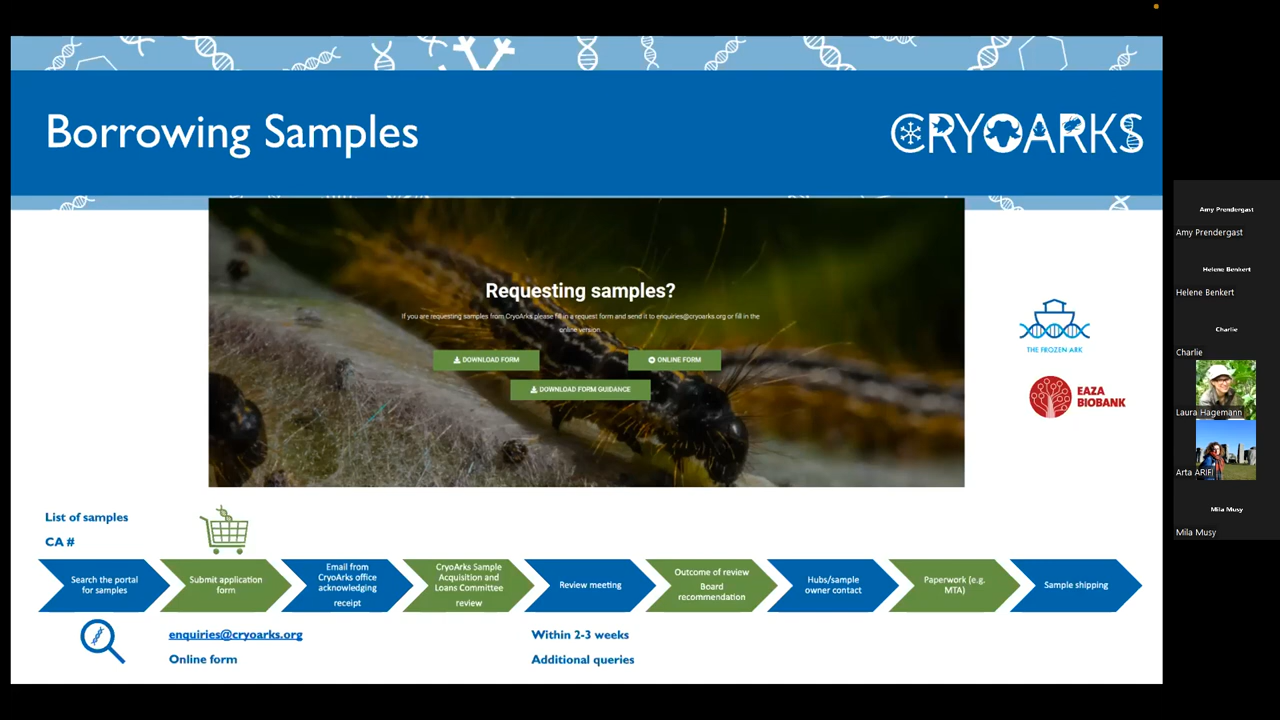 Borrowing Samples
CRYOARKS
Requesting samples?
If you are requesting samples from CryoArks please fill in a request form and send it to enquiries@cryoarks.org or fill in the
online version.
DOWNLOAD FORM
ONLINE FORM
DOWNLOAD FORM GUIDANCE
THE FROZEN ARK
EAZA
BIOBANK
List of samples
CA #
Search the portal
for samples
Submit application
form
Email from
CryoArks office
acknowledging
receipt
CryoArks Sample
Acquisition and
Loans Committee
review
Review meeting
Outcome of review
Board
recommendation
Hubs/sample
owner contact
Paperwork (e.g.
MTA)
Sample shipping
enquiries@cryoarks.org
Online form
Within 2-3 weeks
Additional queries
Amy Prendergast
Amy Prendergast
Helene Benkert
Helene Benkert
Charlie
Charlie
Laura Hagemann
Arta ARIFI
Mila Musy
Mila Musy